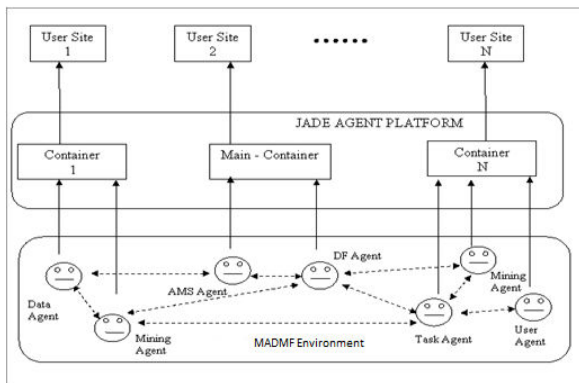 User Site
1
User Site
2
......
User Site
N
JADE AGENT PLATFORM
Container
1
Main - Container
Container
N
DF Agent
Mining
Agent
AMS Agent
Data
Agent
Mining
Agent
MADMF Environment
Task Agent
User
Agent